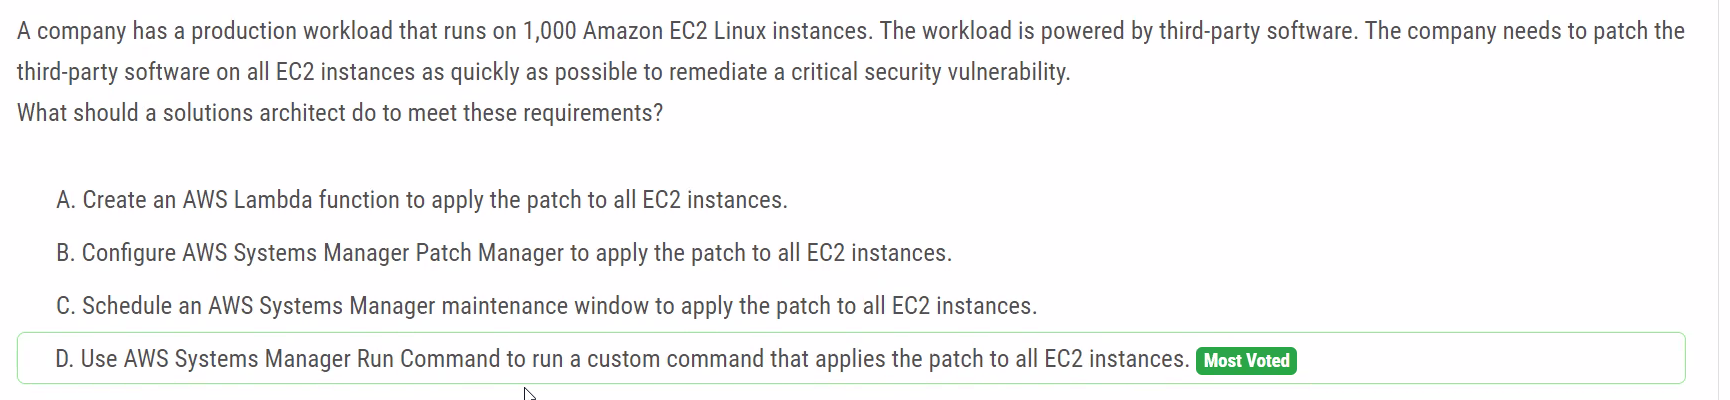 A company has a production workload that runs on 1,000 Amazon EC2 Linux instances. The workload is powered by third-party software. The company needs to patch the
third-party software on all EC2 instances as quickly as possible to remediate a critical security vulnerability.
What should a solutions architect do to meet these requirements?
A. Create an AWS Lambda function to apply the patch to all EC2 instances.
B. Configure AWS Systems Manager Patch Manager to apply the patch to all EC2 instances.
C. Schedule an AWS Systems Manager maintenance window to apply the patch to all EC2 instances.
D. Use AWS Systems Manager Run Command to run a custom command that applies the patch to all EC2 instances. Most Voted